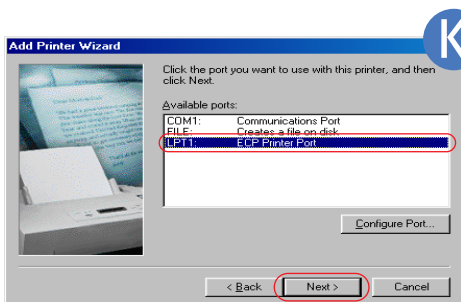 K
Add Printer Wizard
Click the port you want to use with this printer, and then
click Next.
Available ports:
COM1: Communications Port
FILE: Creates a file on disk
LPT1: ECP Printer Port
Configure Port...
< Back Next > Cancel